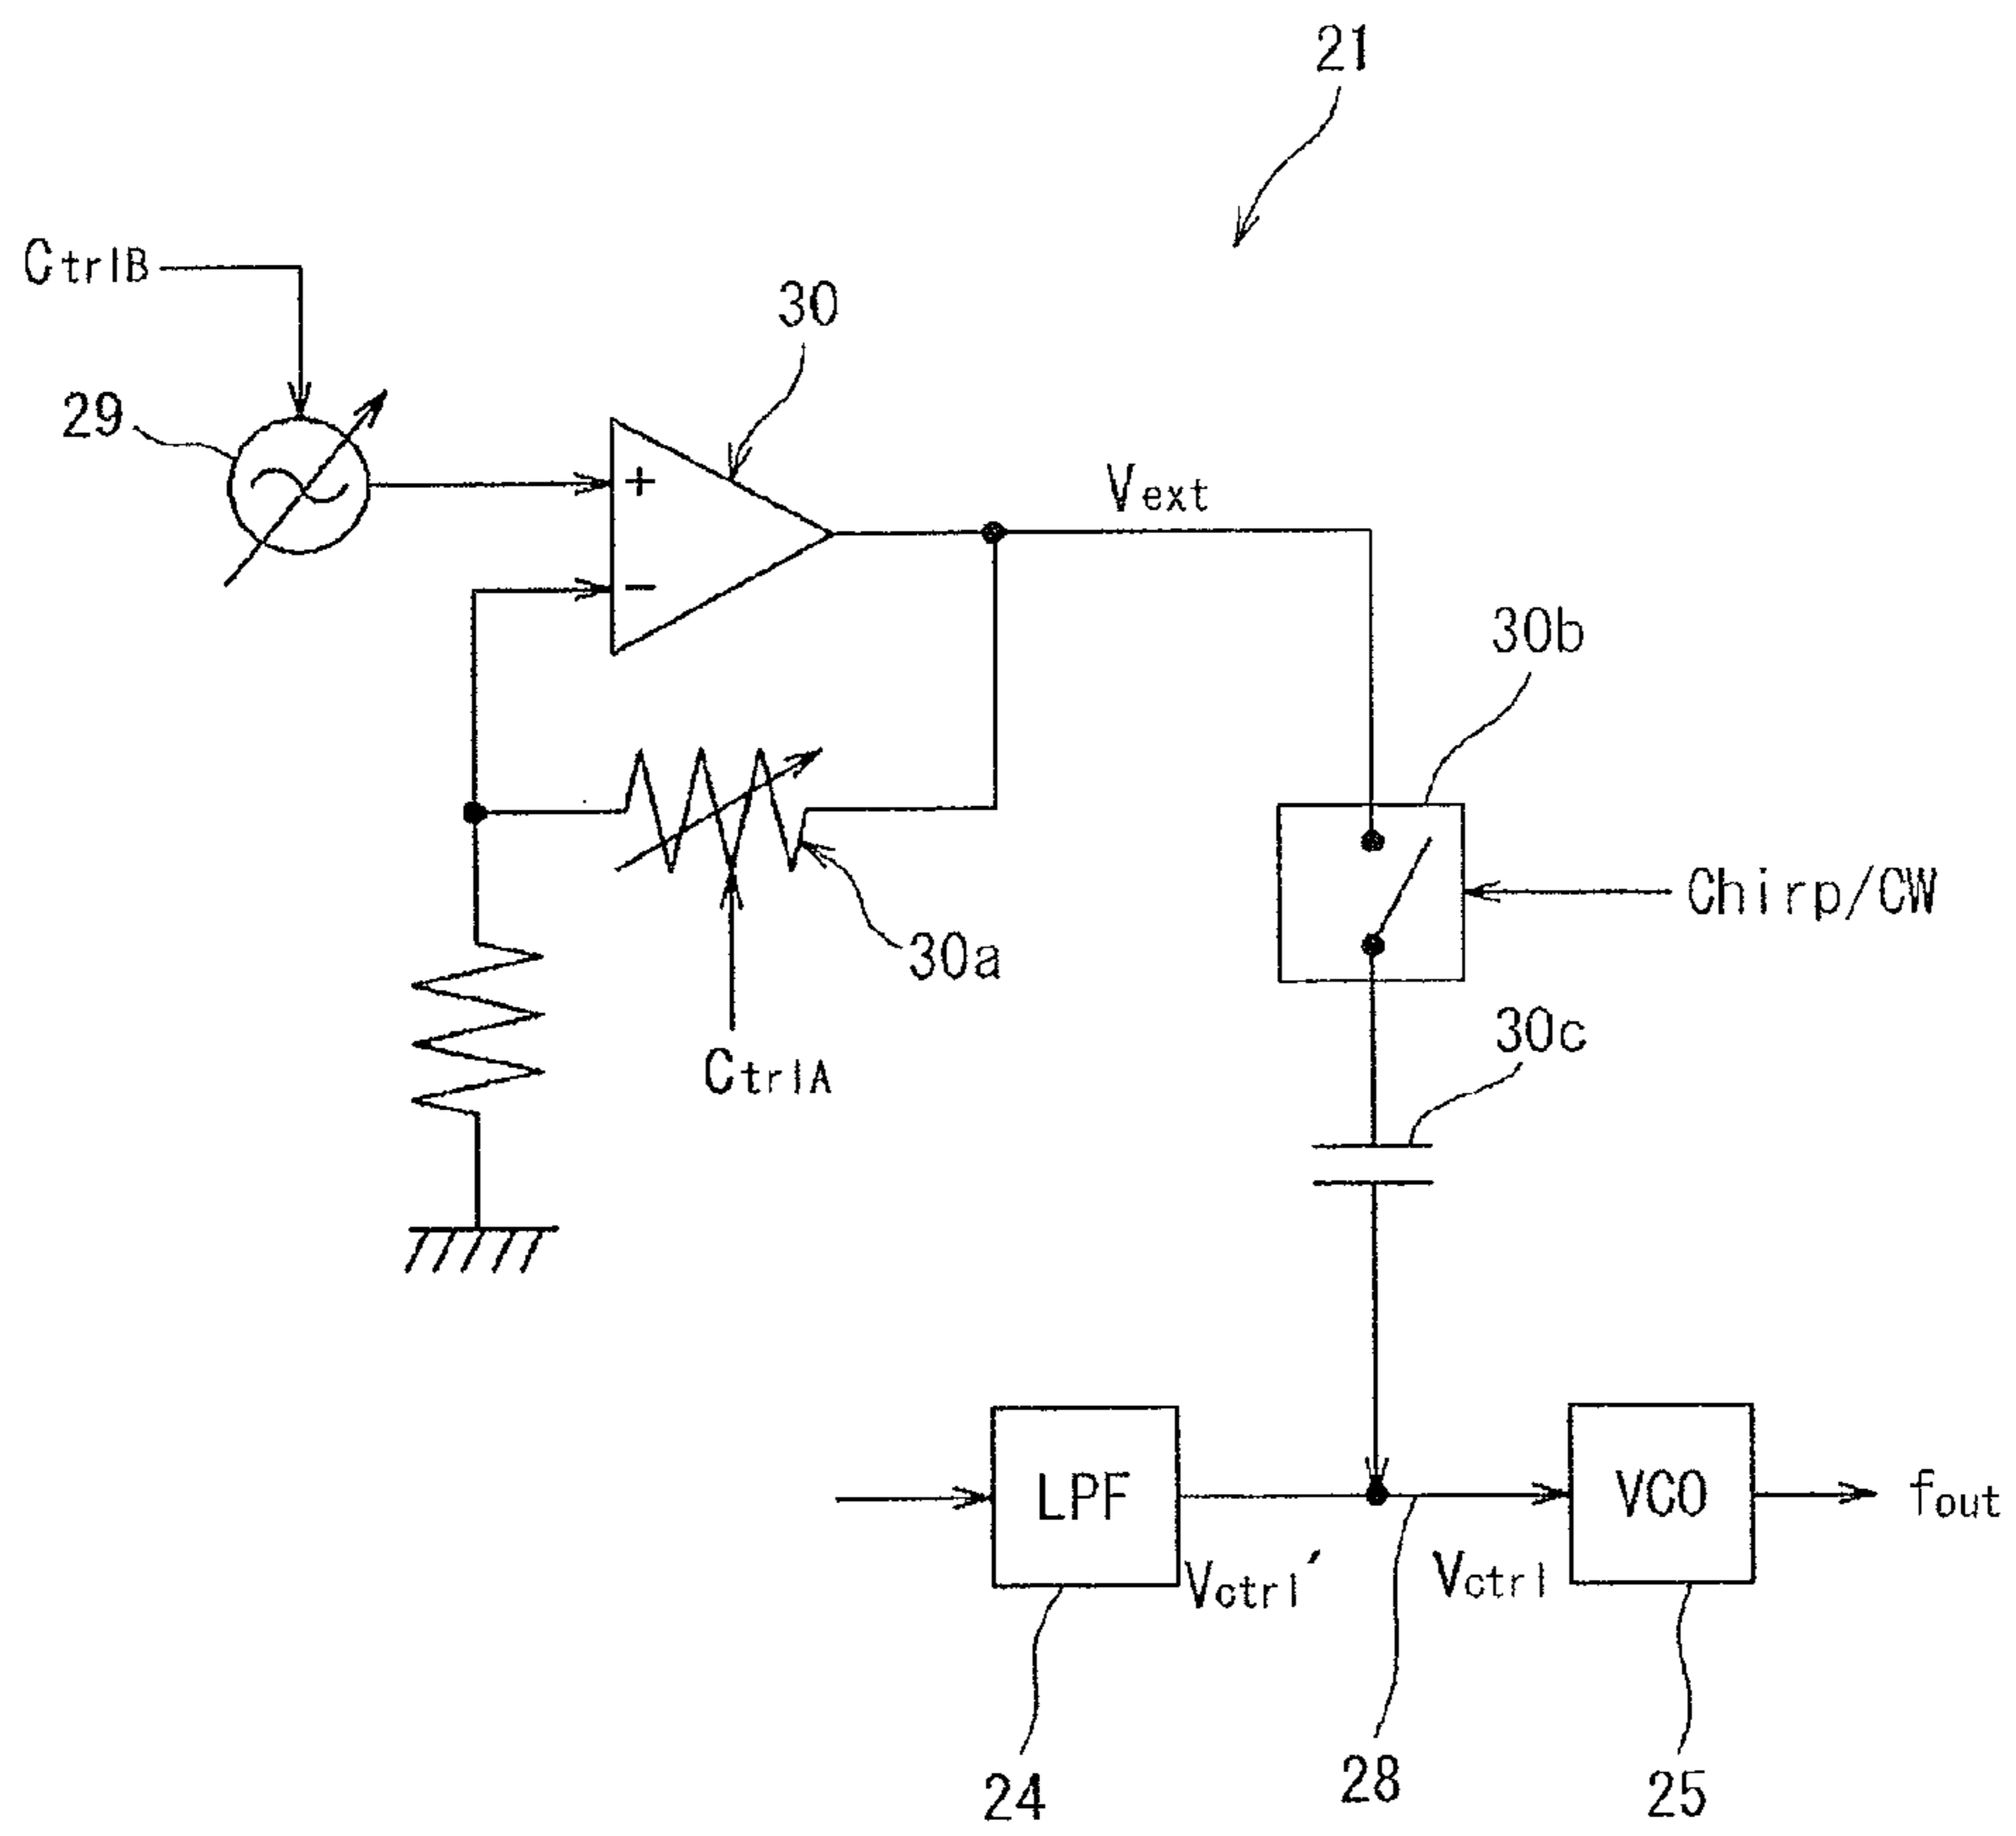 21
CtrlB
30
29
+
Vext
−
30b
Chirp/CW
30a
30c
CtrlA
LPF
VCO
fout
Vctrl′
Vctrl
24
28
25